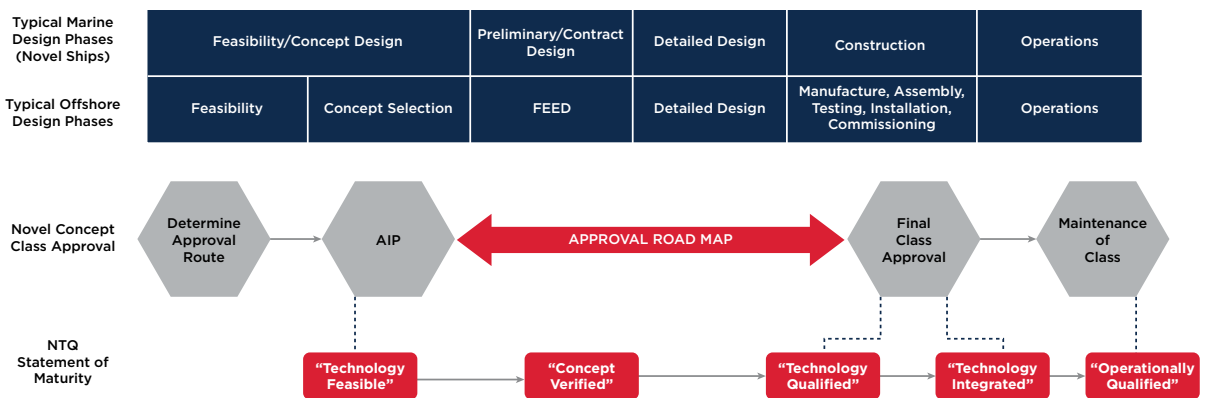 Typical Marine
Design Phases
(Novel Ships)
Feasibility/Concept Design
Preliminary/Contract
Design
Detailed Design
Construction
Operations
Typical Offshore
Design Phases
Feasibility
Concept Selection
FEED
Detailed Design
Manufacture, Assembly,
Testing, Installation,
Commissioning
Operations
Novel Concept
Class Approval
Determine
Approval
Route
AIP
APPROVAL ROAD MAP
Final
Class
Approval
Maintenance
of
Class
NTQ
Statement of
Maturity
“Technology
Feasible”
“Concept
Verified”
“Technology
Qualified”
“Technology
Integrated”
“Operationally
Qualified”